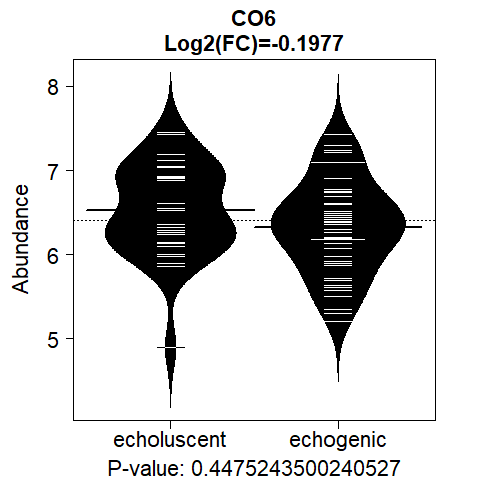 CO6
Log2(FC)=-0.1977
Abundance
8
7
6
5
echoluscent echogenic
P-value: 0.4475243500240527